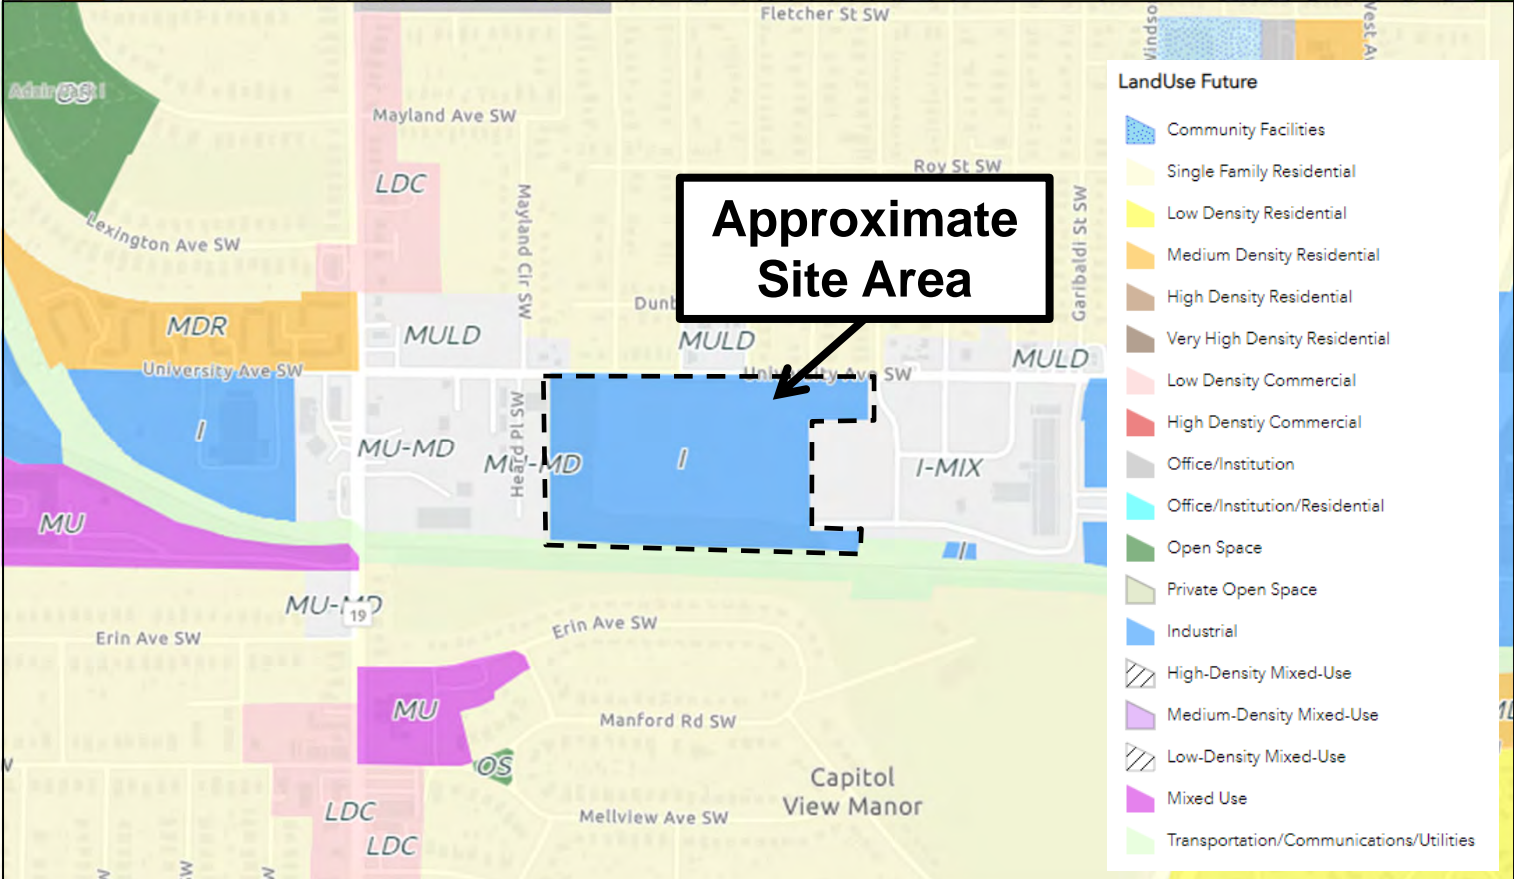 Fletcher St SW
Mayland Ave SW
OS
LDC
Roy St SW
Lexington Ave SW
Mayland Cir SW
Garibaldi St SW
Approximate
Site Area
MDR
MULD
MULD
MULD
University Ave SW
University Ave SW
I
MU-MD
Heard Pl SW
MU-MD
I
I-MIX
MU
I
MU-MD
19
Erin Ave SW
Erin Ave SW
MU
Manford Rd SW
OS
Capitol
View Manor
LDC
Mellview Ave SW
LDC
LandUse Future
Community Facilities
Single Family Residential
Low Density Residential
Medium Density Residential
High Density Residential
Very High Density Residential
Low Density Commercial
High Denstiy Commercial
Office/Institution
Office/Institution/Residential
Open Space
Private Open Space
Industrial
High-Density Mixed-Use
Medium-Density Mixed-Use
Low-Density Mixed-Use
Mixed Use
Transportation/Communications/Utilities